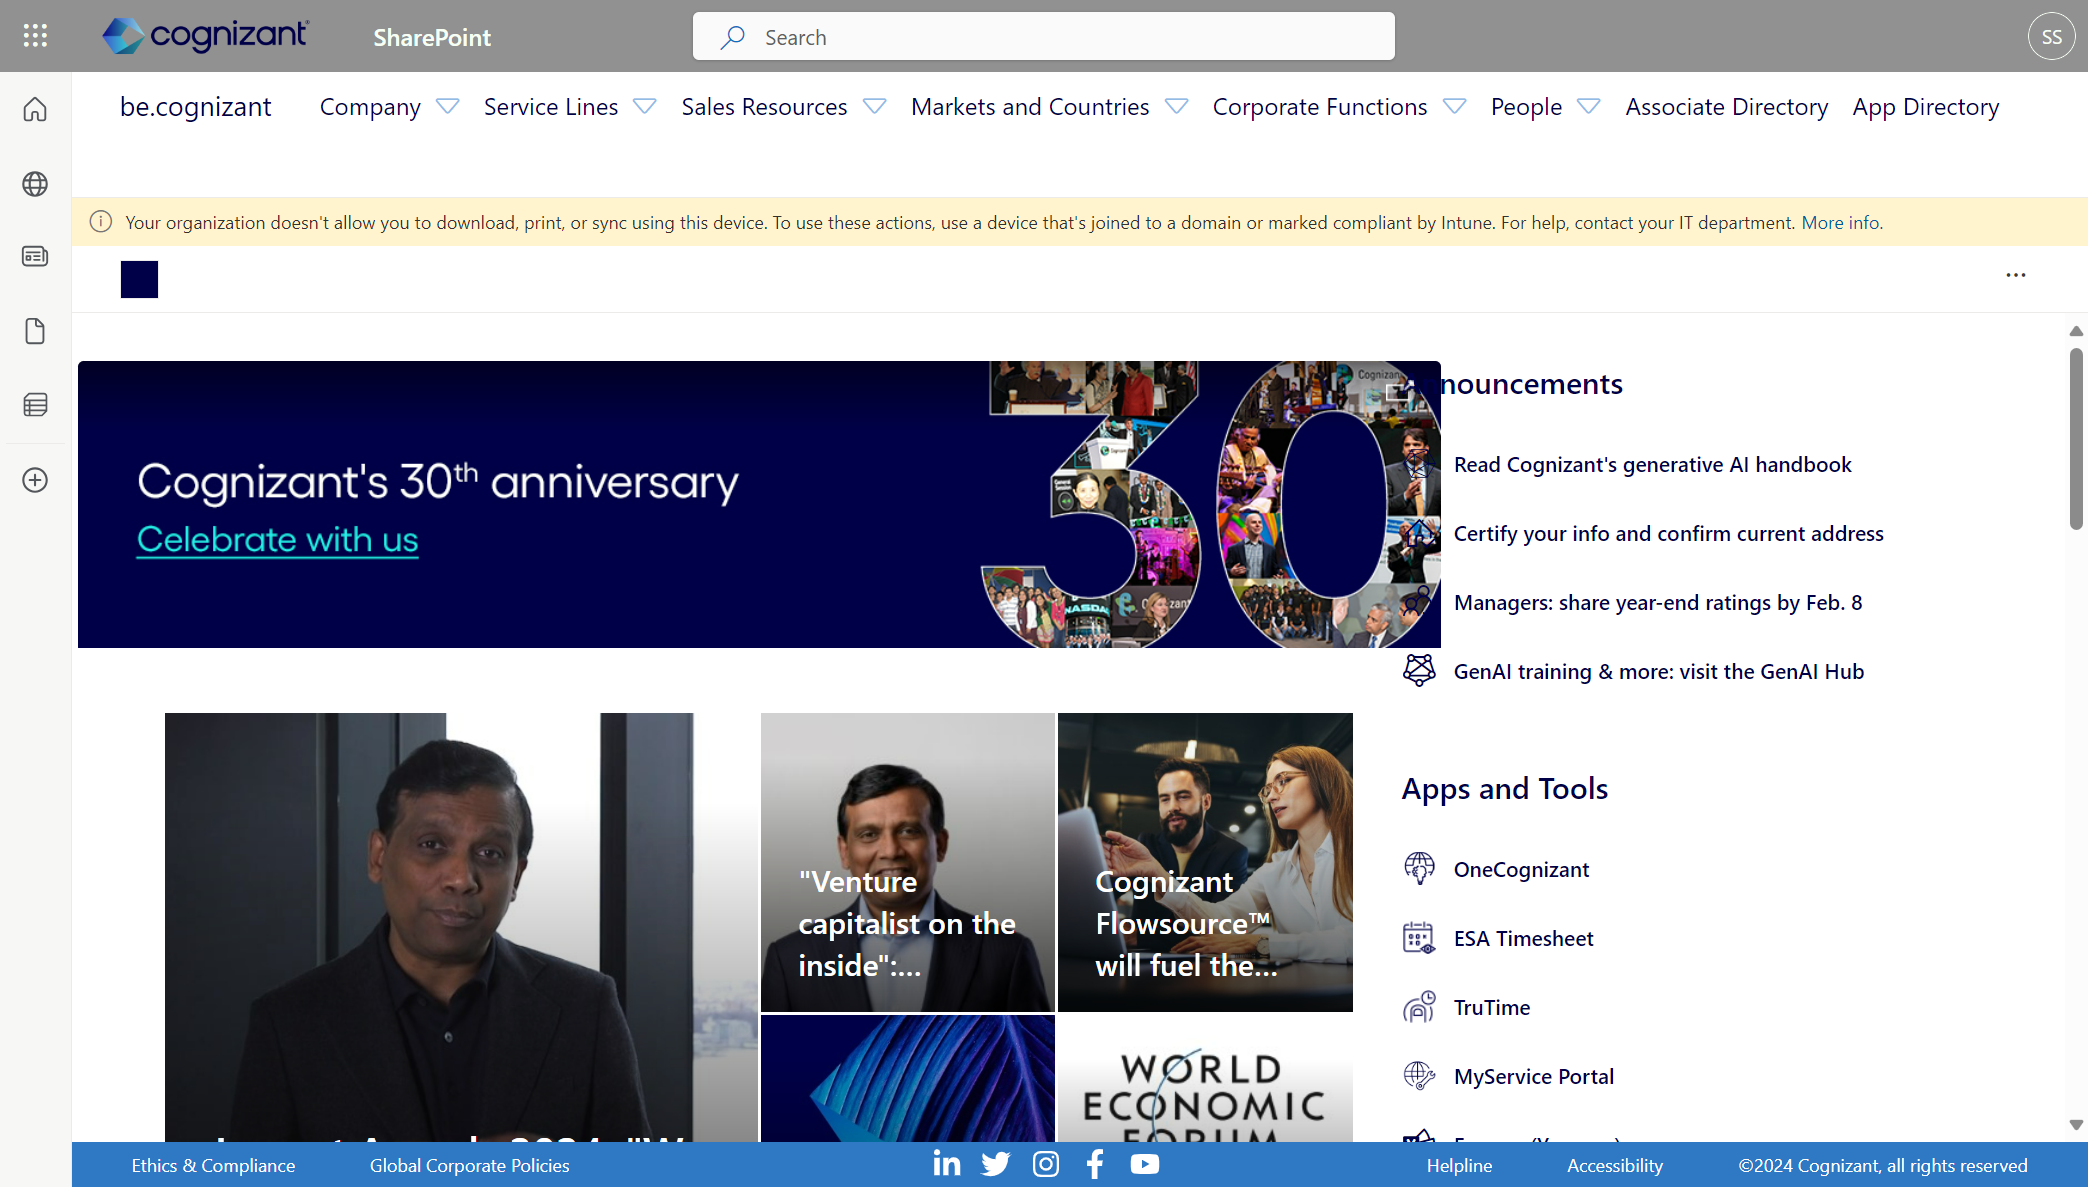 cognizant
SharePoint
Search
SS
be.cognizant
Company
Service Lines
Sales Resources
Markets and Countries
Corporate Functions
People
Associate Directory
App Directory
Your organization doesn't allow you to download, print, or sync using this device. To use these actions, use a device that's joined to a domain or marked compliant by Intune. For help, contact your IT department. More info.
Cognizant's 30th anniversary
Celebrate with us
NASDA
Announcements
Read Cognizant's generative AI handbook
Certify your info and confirm current address
Managers: share year-end ratings by Feb. 8
GenAI training & more: visit the GenAI Hub
"Venture
capitalist on the
inside":...
Cognizant
Flowsource™
will fuel the...
WORLD
ECONOMIC
FORUM
Apps and Tools
OneCognizant
ESA Timesheet
TruTime
MyService Portal
Ethics & Compliance
Global Corporate Policies
Helpline
Accessibility
©2024 Cognizant, all rights reserved